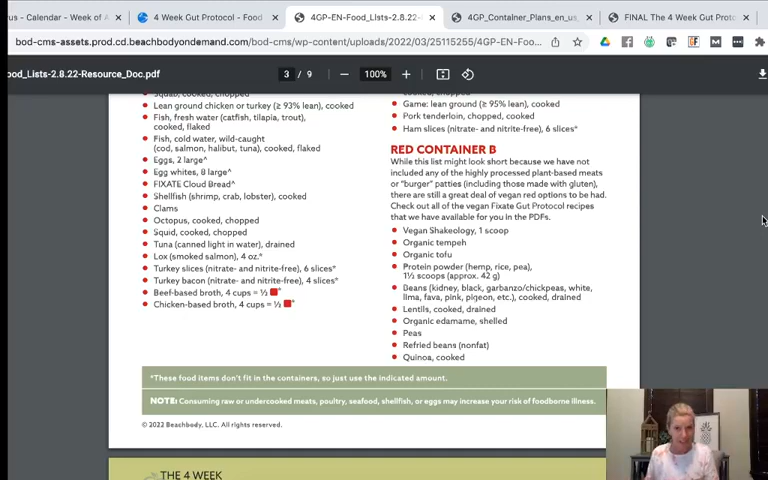 us - Calendar - Week of A
4 Week Gut Protocol - Food
4GP-EN-Food_Lists-2.8.22-
4GP_Container_Plans_en_us_
FINAL The 4 Week Gut Proto
bod-cms-assets.prod.cd.beachbodyondemand.com/bod-cms/wp-content/uploads/2022/03/25115255/4GP-EN-Foo...
ood_Lists-2.8.22-Resource_Doc.pdf
3 / 9
100%
Squab, cooked, chopped
Lean ground chicken or turkey (≥ 93% lean), cooked
Fish, fresh water (catfish, tilapia, trout),
cooked, flaked
Fish, cold water, wild-caught
(cod, salmon, halibut, tuna), cooked, flaked
Eggs, 2 large^
Egg whites, 8 large^
FIXATE Cloud Bread^
Shellfish (shrimp, crab, lobster), cooked
Clams
Octopus, cooked, chopped
Squid, cooked, chopped
Tuna (canned light in water), drained
Lox (smoked salmon), 4 oz.*
Turkey slices (nitrate- and nitrite-free), 6 slices*
Turkey bacon (nitrate- and nitrite-free), 4 slices*
Beef-based broth, 4 cups = ½
Chicken-based broth, 4 cups = ½
Game: lean ground (≥ 95% lean), cooked
Pork tenderloin, chopped, cooked
Ham slices (nitrate- and nitrite-free), 6 slices*
RED CONTAINER B
While this list might look short because we have not
included any of the highly processed plant-based meats
or “burger” patties (including those made with gluten),
there are still a great deal of vegan red options to be had.
Check out all of the vegan Fixate Gut Protocol recipes
that we have available for you in the PDFs.
Vegan Shakeology, 1 scoop
Organic tempeh
Organic tofu
Protein powder (hemp, rice, pea),
1½ scoops (approx. 42 g)
Beans (kidney, black, garbanzo/chickpeas, white,
lima, fava, pink, pigeon, etc.), cooked, drained
Lentils, cooked, drained
Organic edamame, shelled
Peas
Refried beans (nonfat)
Quinoa, cooked
*These food items don't fit in the containers, so just use the indicated amount.
NOTE: Consuming raw or undercooked meats, poultry, seafood, shellfish, or eggs may increase your risk of foodborne illness.
© 2022 Beachbody, LLC. All rights reserved.
THE 4 WEEK